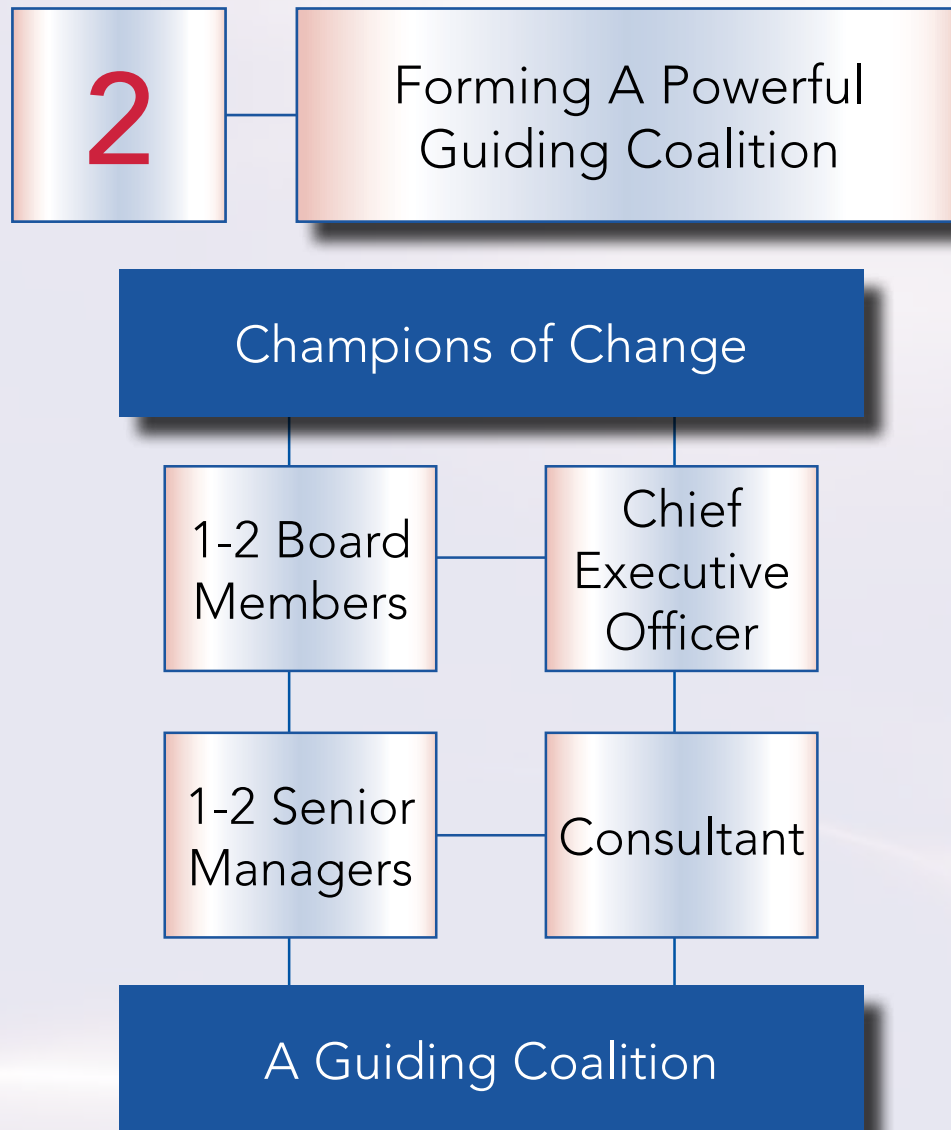 2
Forming A Powerful
Guiding Coalition
Champions of Change
1-2 Board
Members
Chief
Executive
Officer
1-2 Senior
Managers
Consultant
A Guiding Coalition